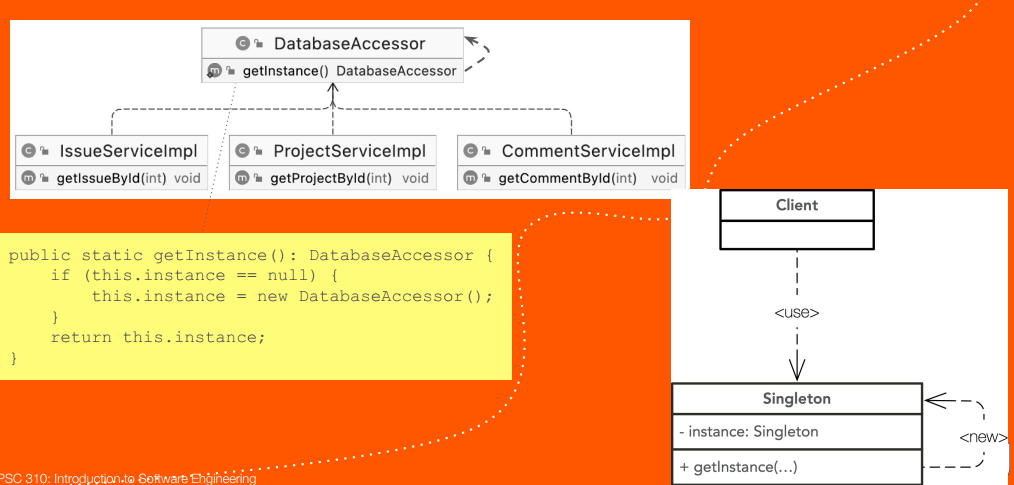 DatabaseAccessor
getInstance() DatabaseAccessor
IssueServiceImpl
getIssueById(int) void
ProjectServiceImpl
getProjectById(int) void
CommentServiceImpl
getCommentById(int) void
public static getInstance(): DatabaseAccessor {
    if (this.instance == null) {
        this.instance = new DatabaseAccessor();
    }
    return this.instance;
}
Client
<use>
Singleton
- instance: Singleton
+ getInstance(...)
<new>
PSC 310: Introduction to Software Engineering